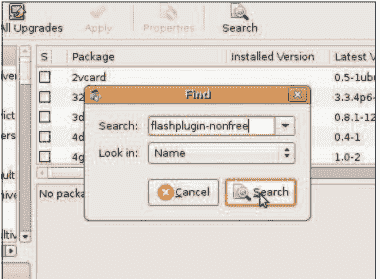 All Upgrades Apply Properties Search
S Package Installed Version Latest V
2vcard 0.5-1ubu
32 3.3.4p6-
3d 0.8.1-12
4d 0.4-1
4g 1.0-2
Find
Search: flashplugin-nonfree
Look in: Name
Cancel Search
No packa